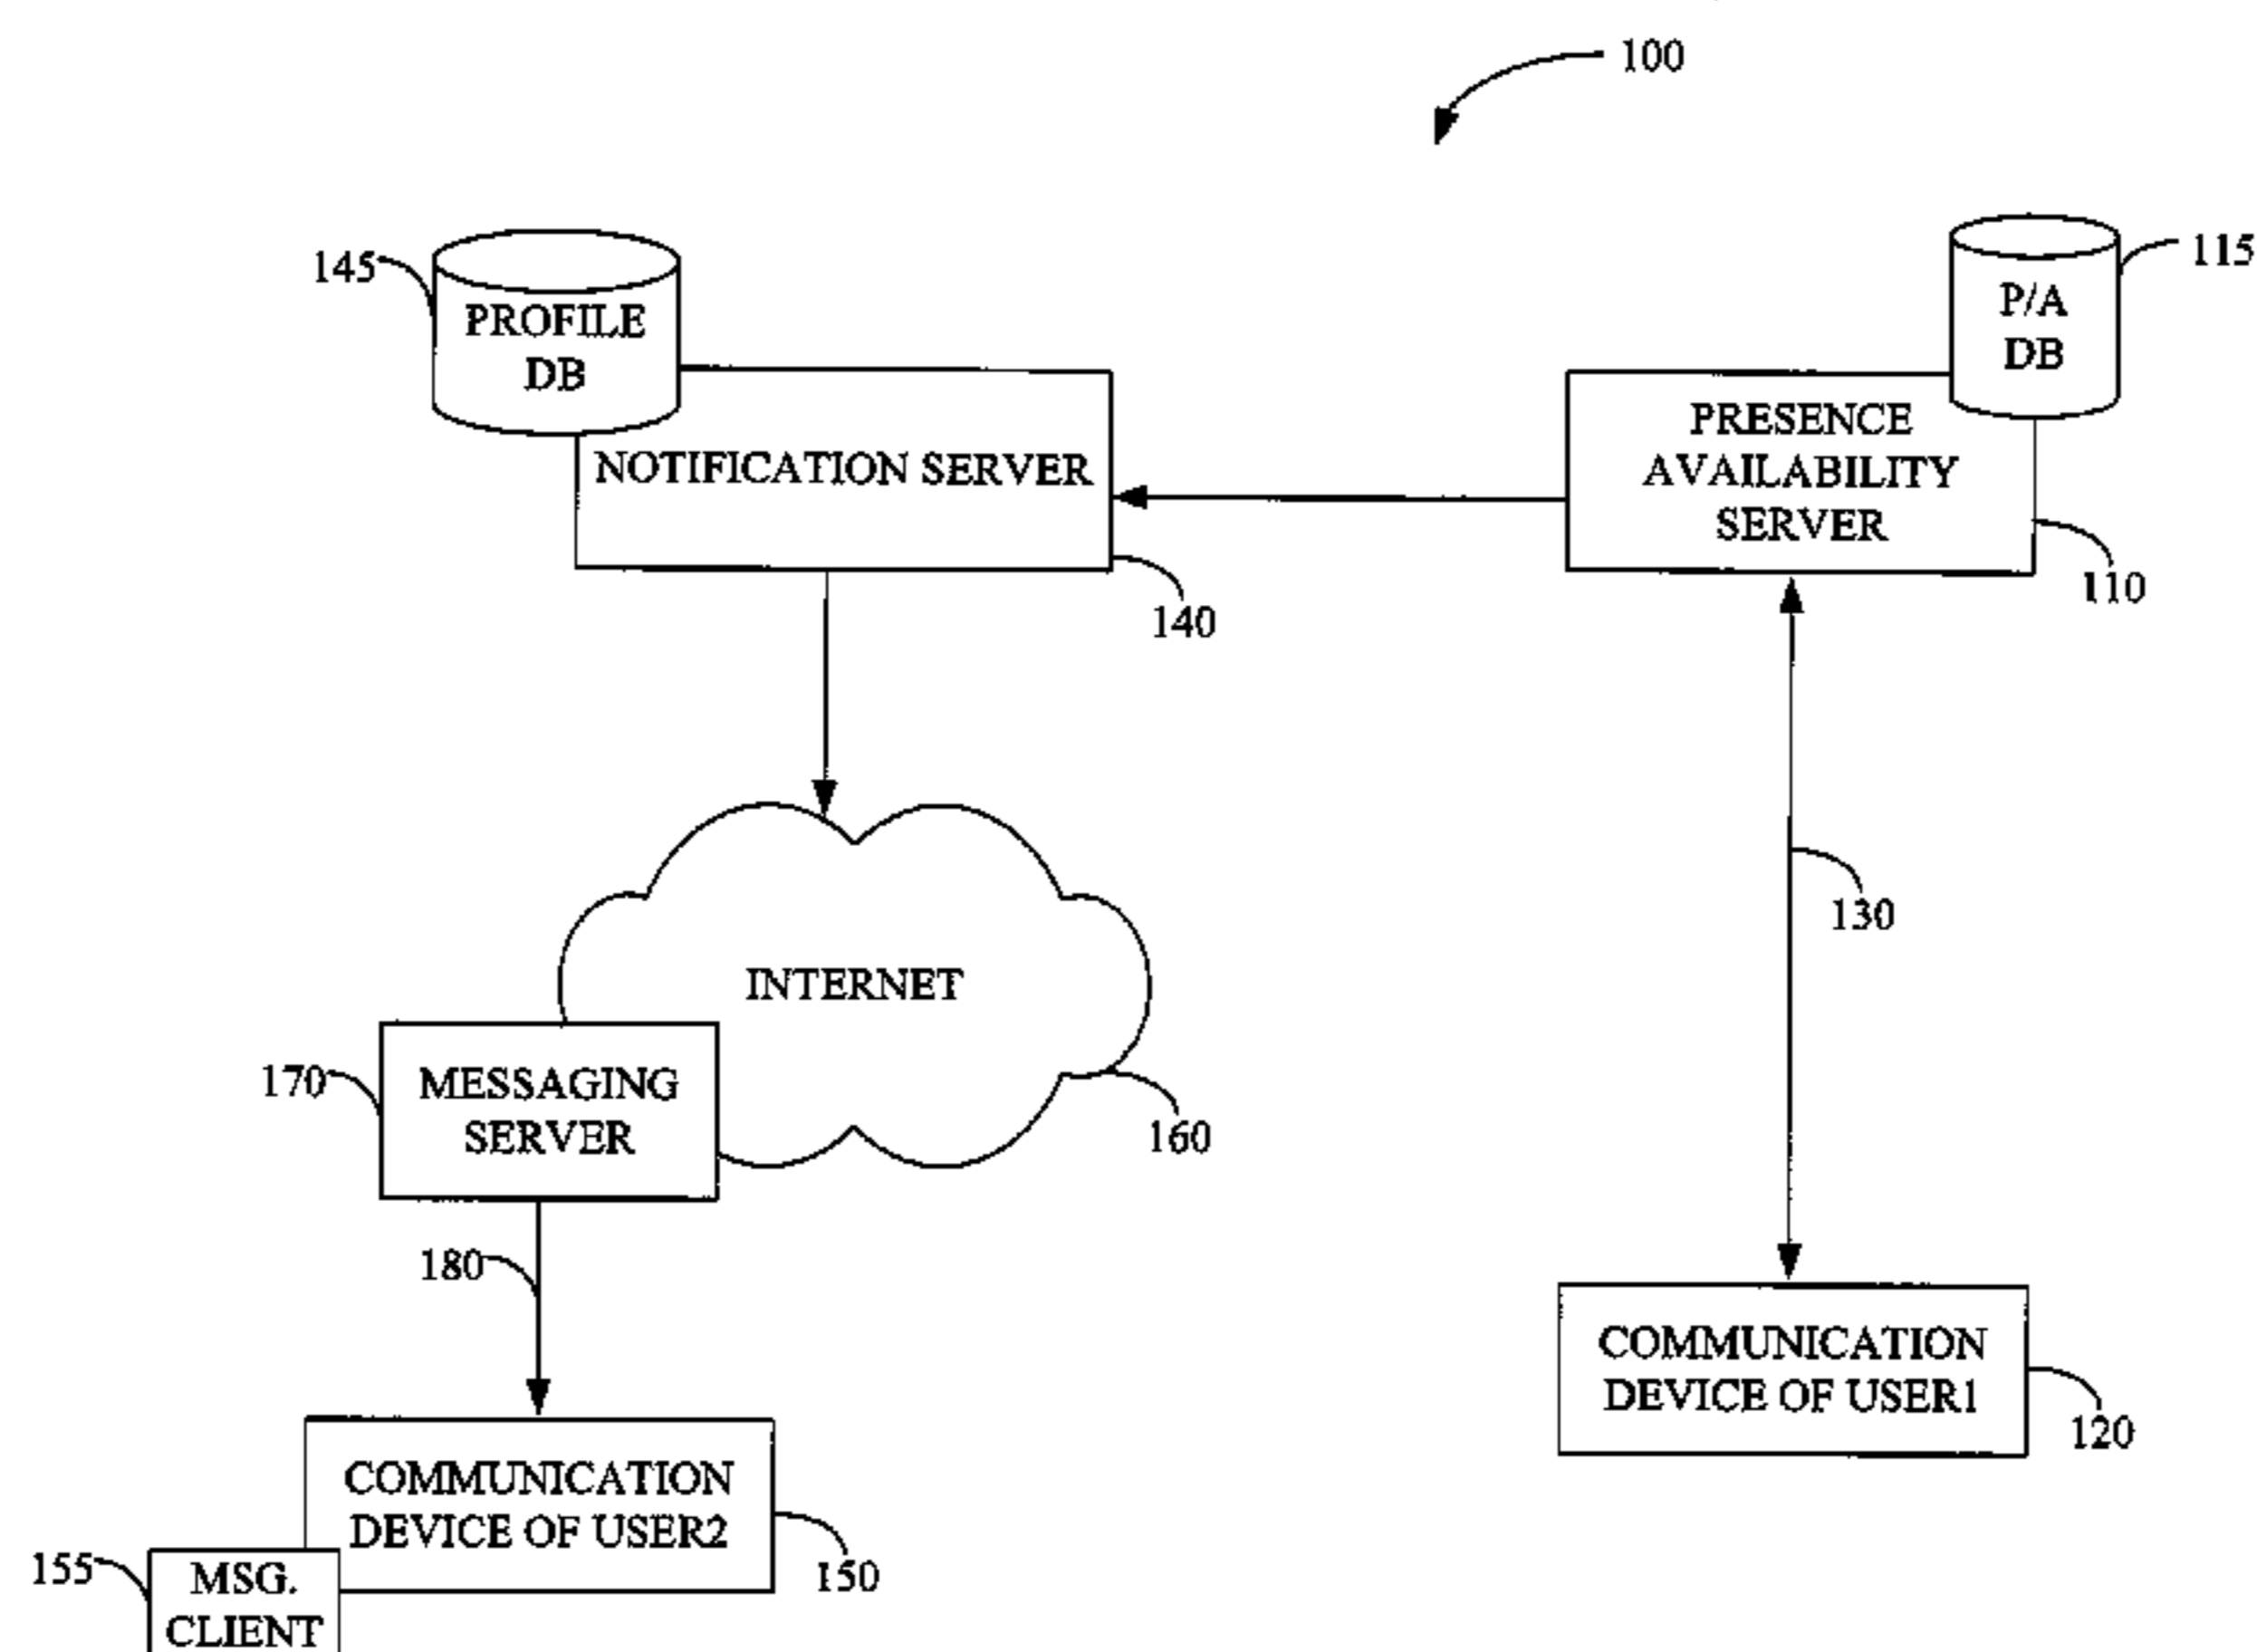 100
145
PROFILE
DB
P/A
DB
115
NOTIFICATION SERVER
PRESENCE
AVAILABILITY
SERVER
140
110
130
INTERNET
170
MESSAGING
SERVER
160
180
COMMUNICATION
DEVICE OF USER1
120
COMMUNICATION
DEVICE OF USER2
150
155
MSG.
CLIENT